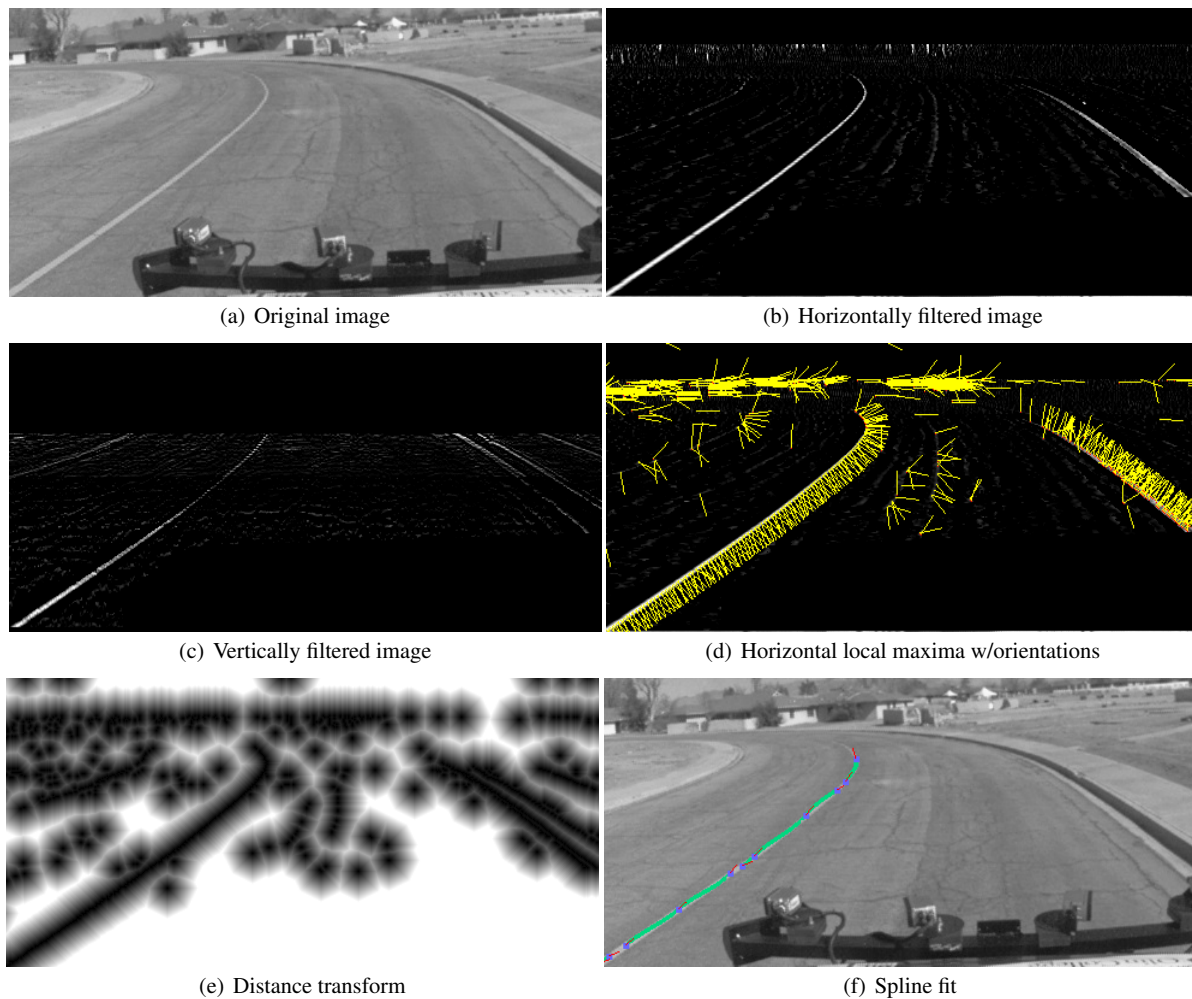 (a) Original image
(b) Horizontally filtered image
(c) Vertically filtered image
(d) Horizontal local maxima w/orientations
(e) Distance transform
(f) Spline fit